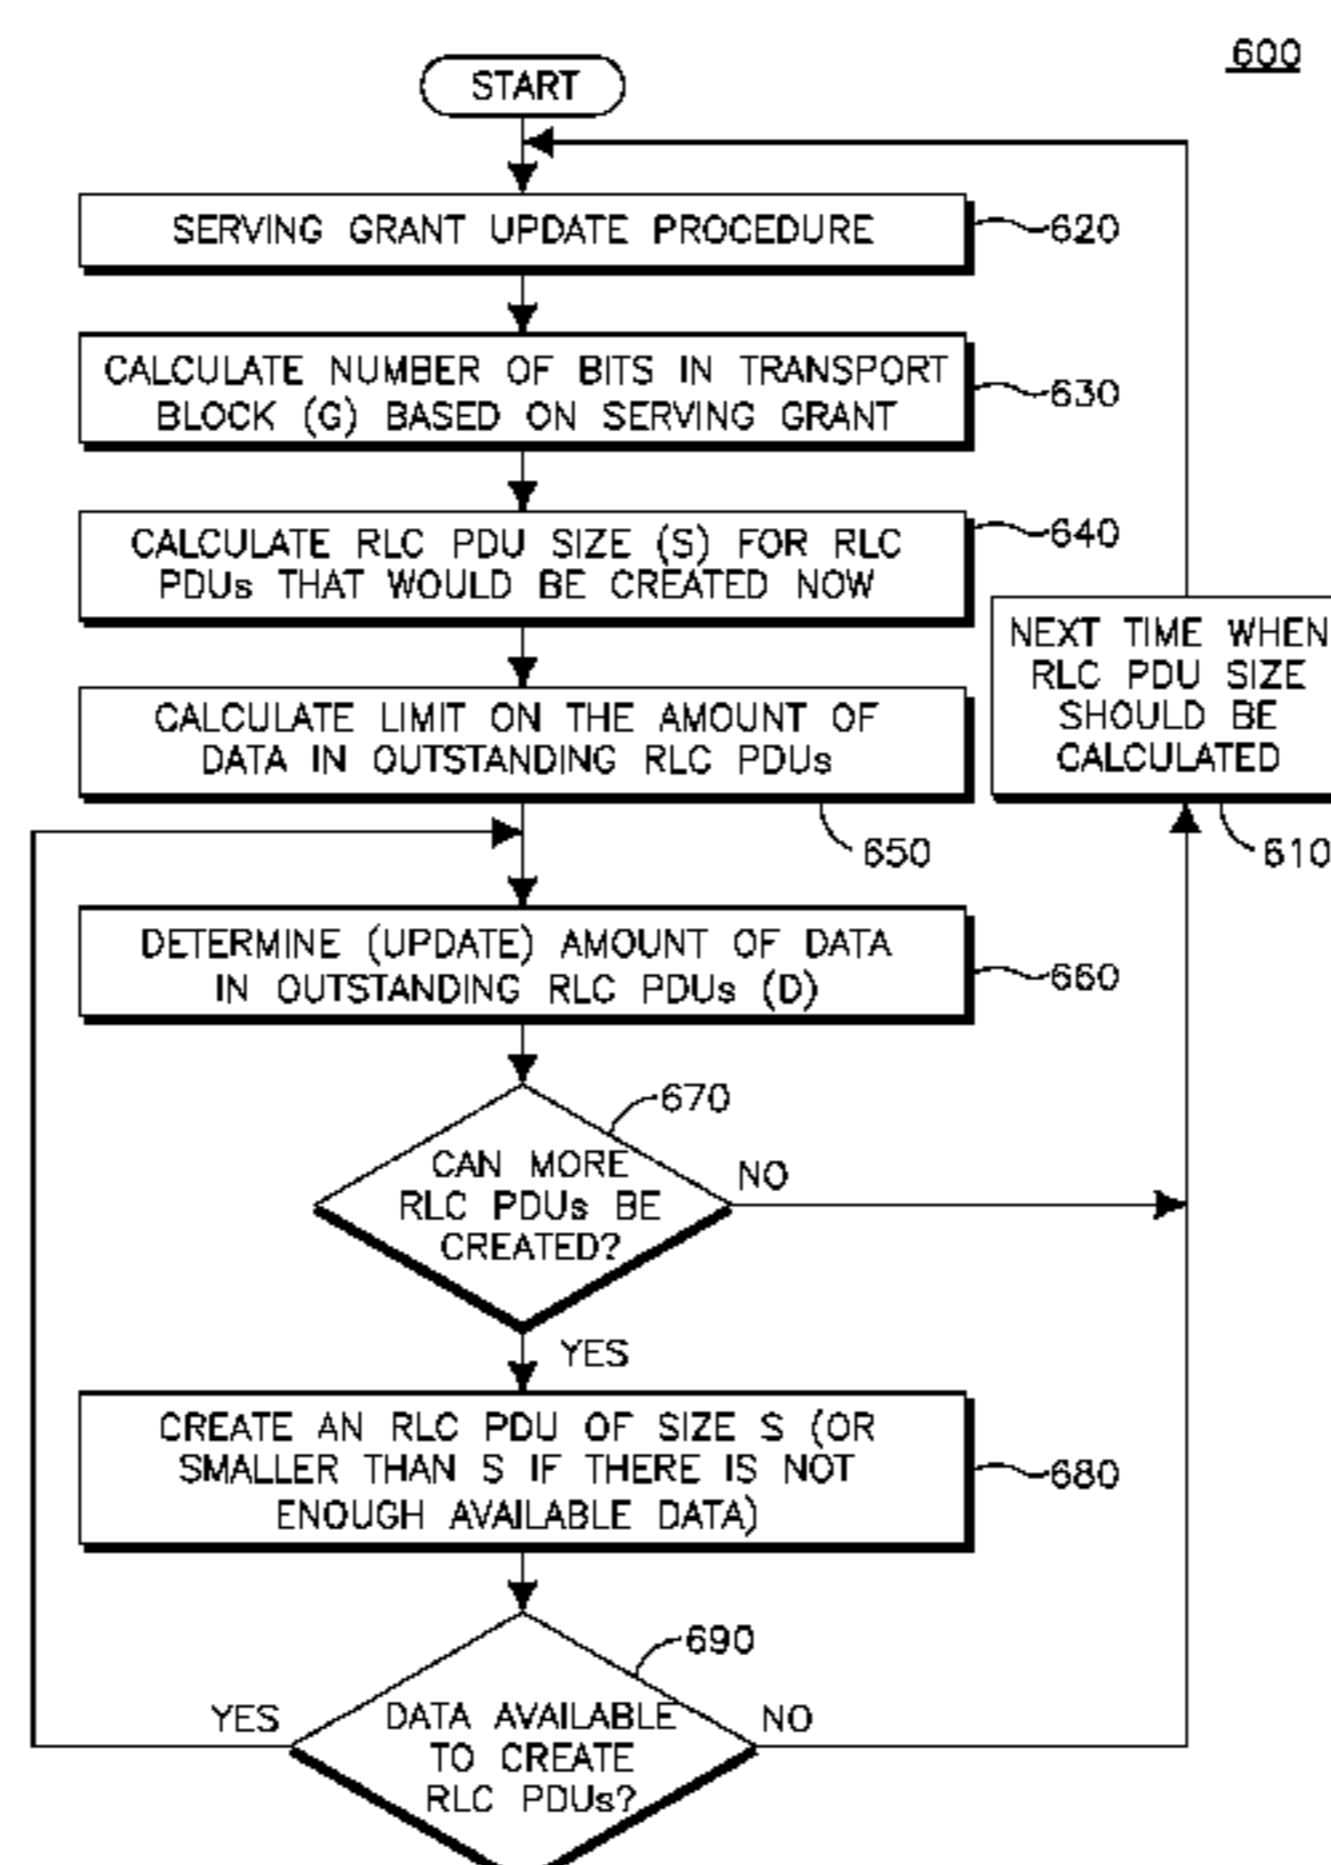 600
START
SERVING GRANT UPDATE PROCEDURE
620
CALCULATE NUMBER OF BITS IN TRANSPORT
BLOCK (G) BASED ON SERVING GRANT
630
CALCULATE RLC PDU SIZE (S) FOR RLC
PDUs THAT WOULD BE CREATED NOW
640
NEXT TIME WHEN
RLC PDU SIZE
SHOULD BE
CALCULATED
610
CALCULATE LIMIT ON THE AMOUNT OF
DATA IN OUTSTANDING RLC PDUs
650
DETERMINE (UPDATE) AMOUNT OF DATA
IN OUTSTANDING RLC PDUs (D)
660
670
CAN MORE
RLC PDUs BE
CREATED?
NO
YES
CREATE AN RLC PDU OF SIZE S (OR
SMALLER THAN S IF THERE IS NOT
ENOUGH AVAILABLE DATA)
680
690
YES
DATA AVAILABLE
TO CREATE
RLC PDUs?
NO